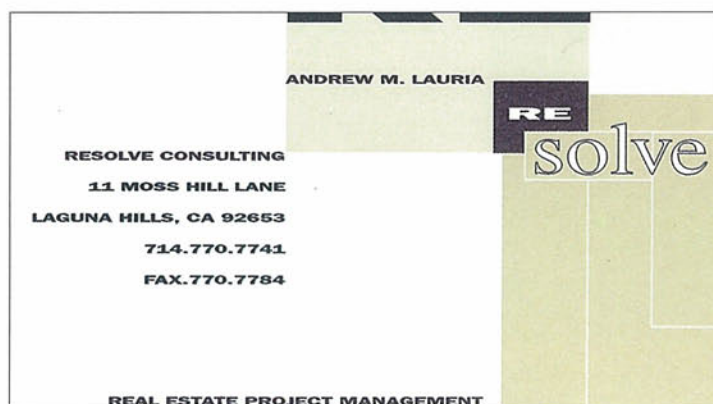 ANDREW M. LAURIA
RE
solve
RESOLVE CONSULTING
11 MOSS HILL LANE
LAGUNA HILLS, CA 92653
714.770.7741
FAX.770.7784
REAL ESTATE PROJECT MANAGEMENT